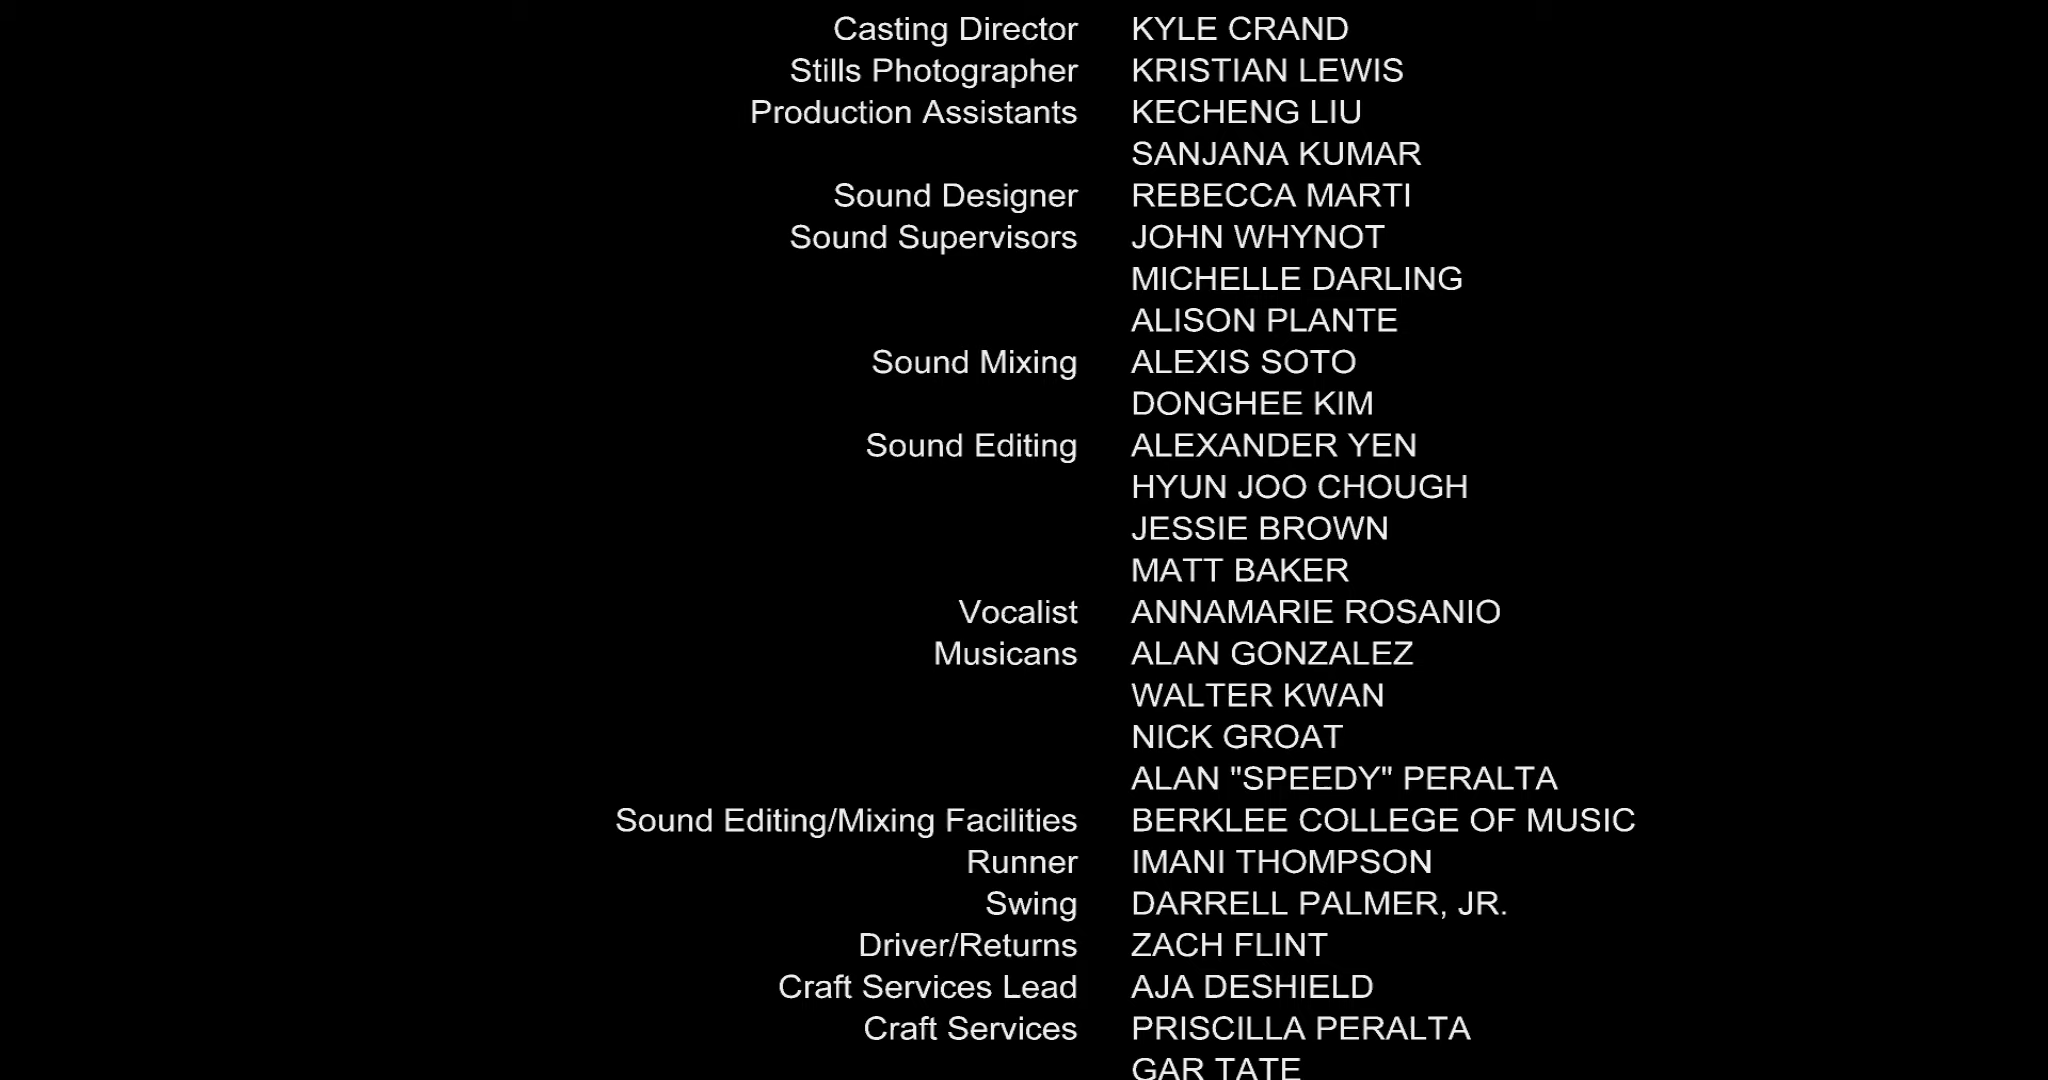 Casting Director KYLE CRAND
Stills Photographer KRISTIAN LEWIS
Production Assistants KECHENG LIU
SANJANA KUMAR
Sound Designer REBECCA MARTI
Sound Supervisors JOHN WHYNOT
MICHELLE DARLING
ALISON PLANTE
Sound Mixing ALEXIS SOTO
DONGHEE KIM
Sound Editing ALEXANDER YEN
HYUN JOO CHOUGH
JESSIE BROWN
MATT BAKER
Vocalist ANNAMARIE ROSANIO
Musicans ALAN GONZALEZ
WALTER KWAN
NICK GROAT
ALAN "SPEEDY" PERALTA
Sound Editing/Mixing Facilities BERKLEE COLLEGE OF MUSIC
Runner IMANI THOMPSON
Swing DARRELL PALMER, JR.
Driver/Returns ZACH FLINT
Craft Services Lead AJA DESHIELD
Craft Services PRISCILLA PERALTA
GAR TATE